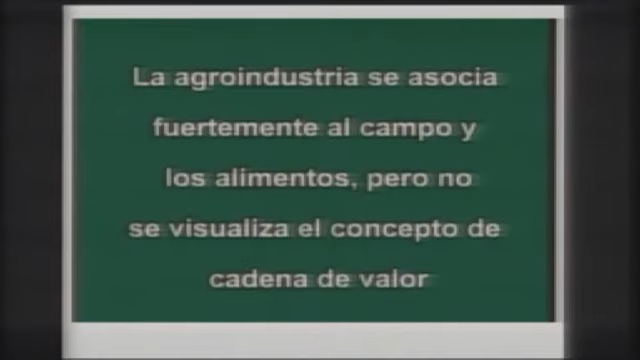 La agroindustria se asocia
fuertemente al campo y
los alimentos, pero no
se visualiza el concepto de
cadena de valor